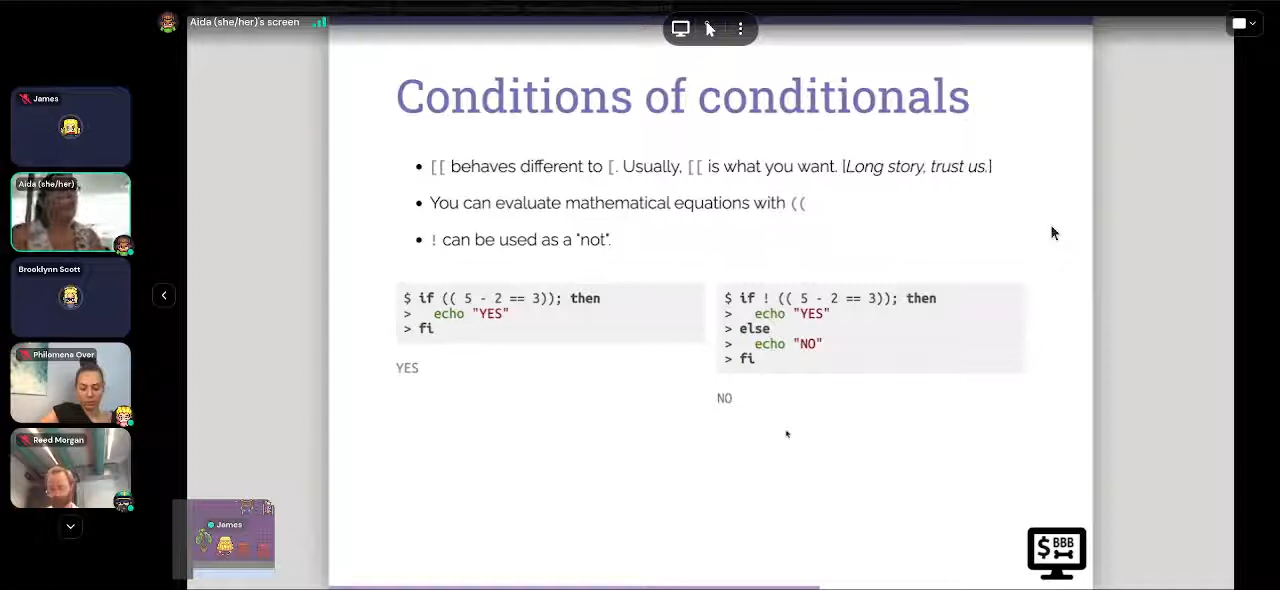 Aida (she/her)'s screen
James
Aida (she/her)
Brooklynn Scott
Philomena Over
Reed Morgan
James
Conditions of conditionals
[[ behaves different to [. Usually, [[ is what you want. [Long story, trust us.]
You can evaluate mathematical equations with ((
! can be used as a "not".
$ if (( 5 - 2 == 3)); then
>   echo "YES"
> fi
YES
$ if ! (( 5 - 2 == 3)); then
>   echo "YES"
> else
>   echo "NO"
> fi
NO
$ BBB